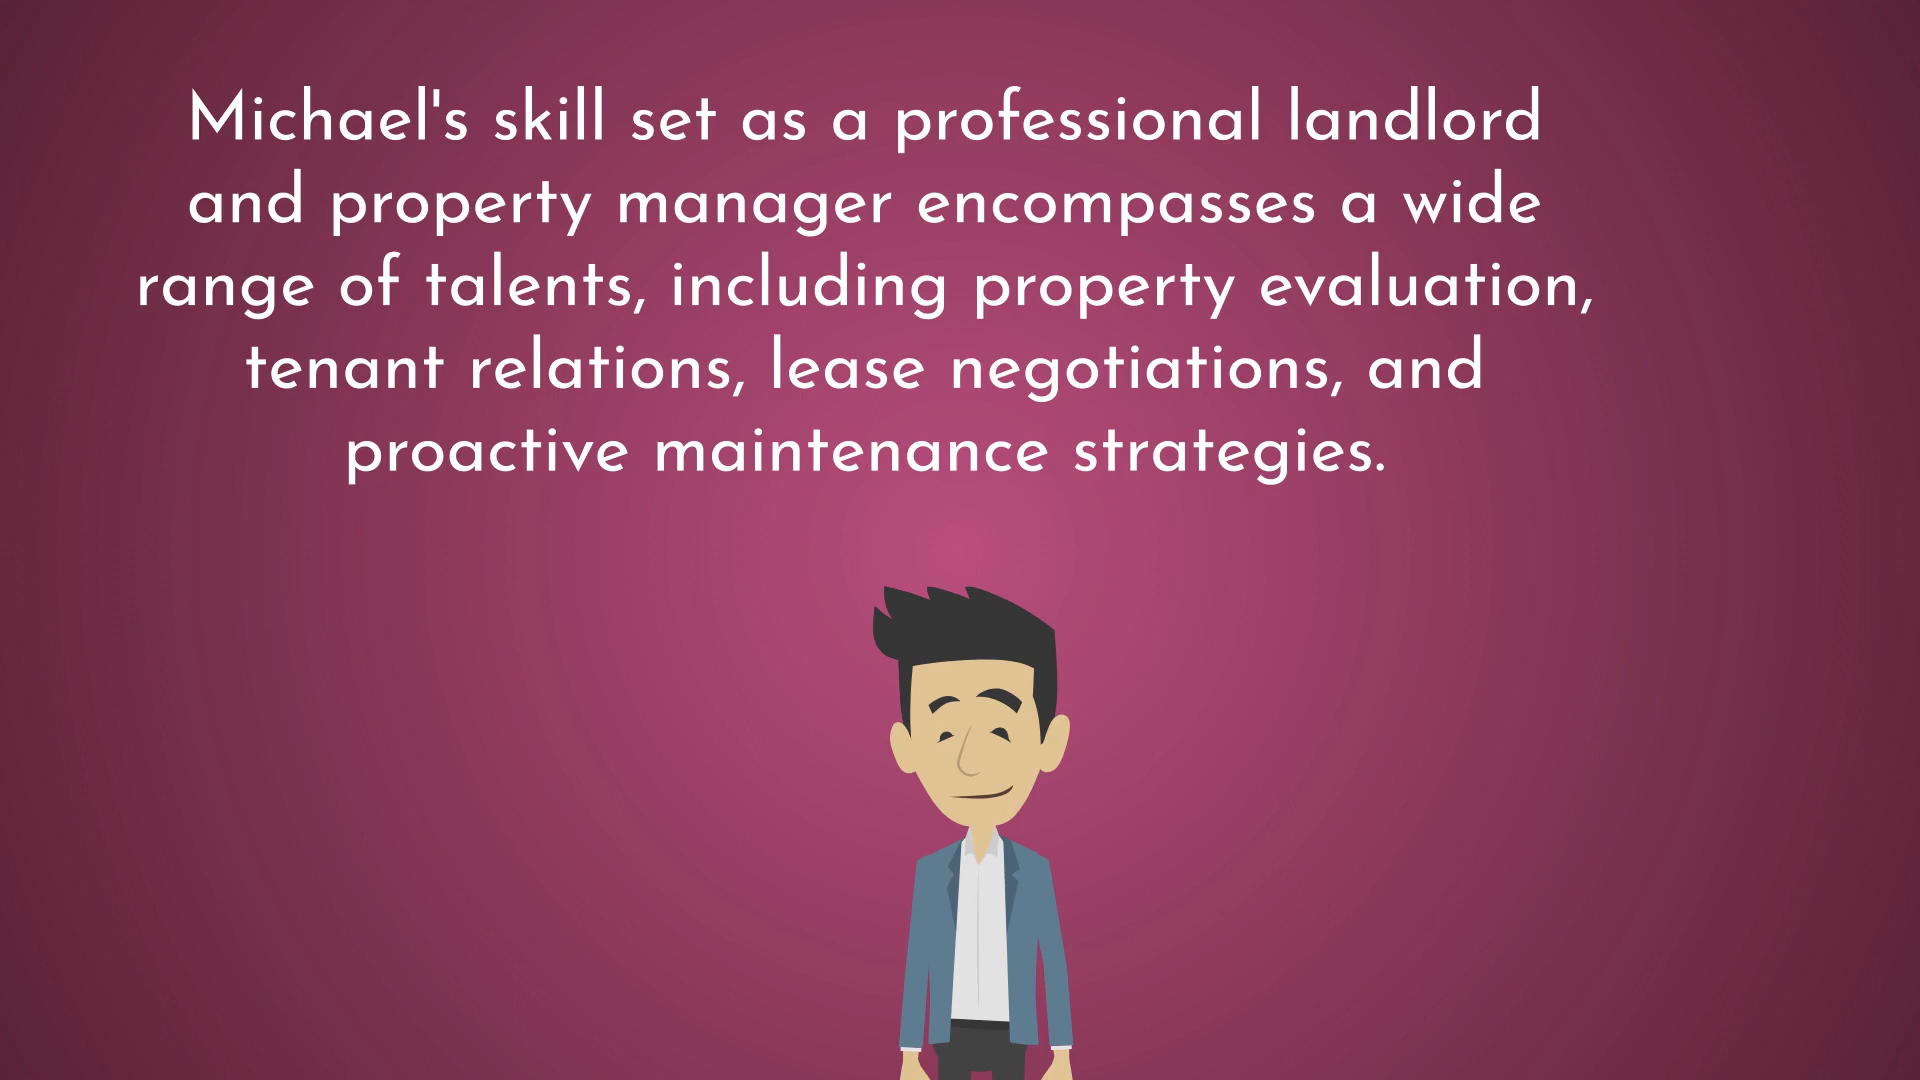 Michael's skill set as a professional landlord
and property manager encompasses a wide
range of talents, including property evaluation,
tenant relations, lease negotiations, and
proactive maintenance strategies.